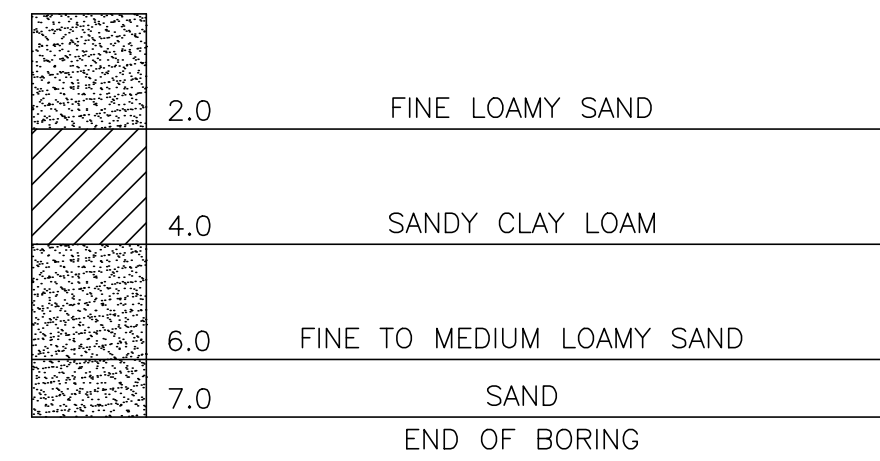 2.0 FINE LOAMY SAND
4.0 SANDY CLAY LOAM
6.0 FINE TO MEDIUM LOAMY SAND
7.0 SAND
END OF BORING